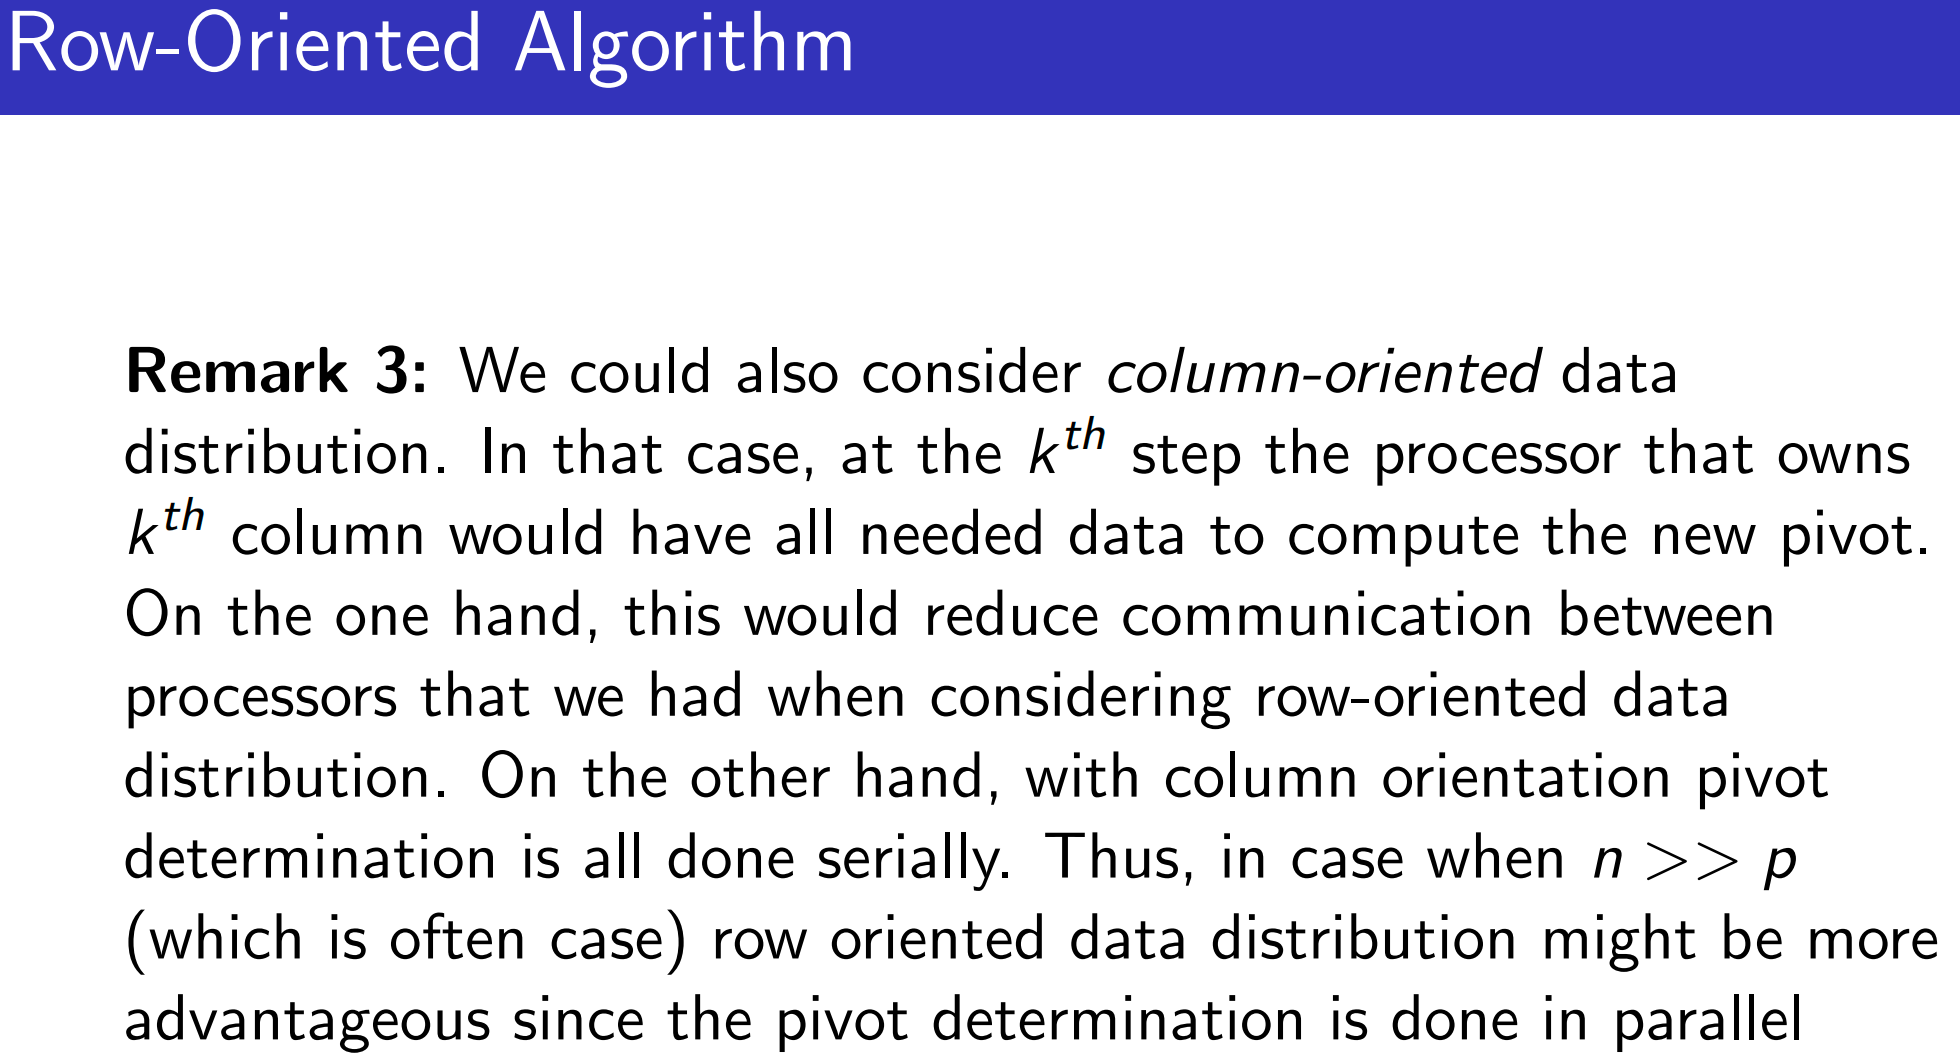 Row-Oriented Algorithm
Remark 3: We could also consider column-oriented data
distribution. In that case, at the k^th step the processor that owns
k^th column would have all needed data to compute the new pivot.
On the one hand, this would reduce communication between
processors that we had when considering row-oriented data
distribution. On the other hand, with column orientation pivot
determination is all done serially. Thus, in case when n >> p
(which is often case) row oriented data distribution might be more
advantageous since the pivot determination is done in parallel